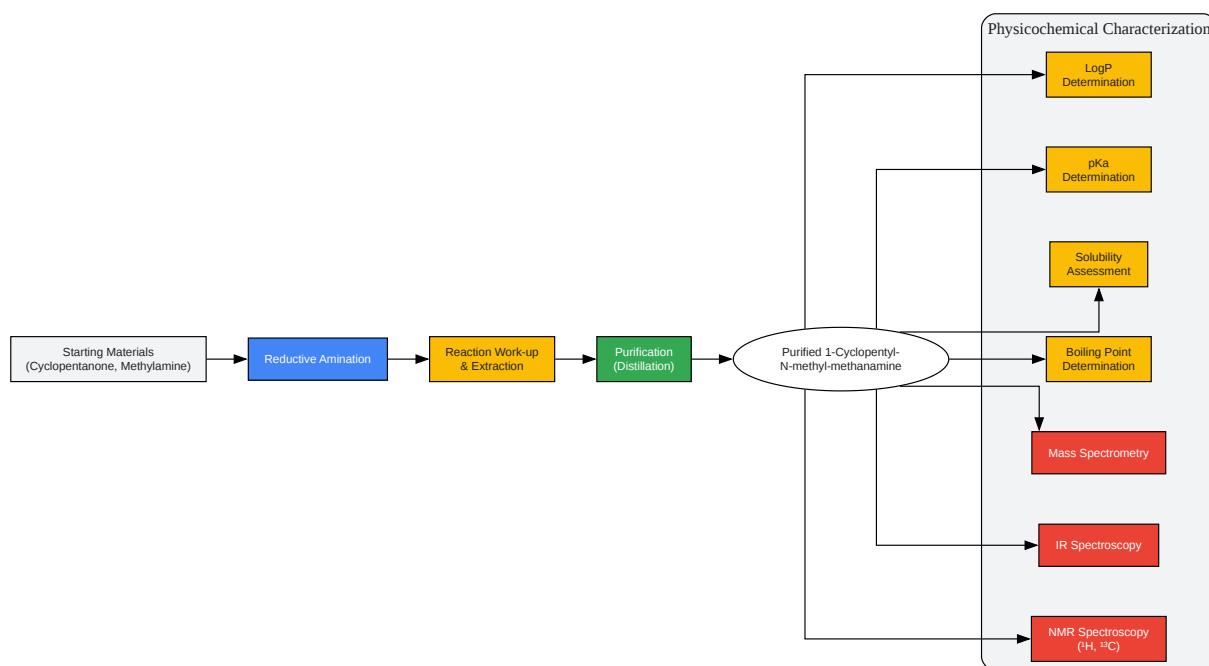 Physicochemical Characterization
LogP
Determination
pKa
Determination
Solubility
Assessment
Starting Materials
(Cyclopentanone, Methylamine)
Reductive Amination
Reaction Work-up
& Extraction
Purification
(Distillation)
Purified 1-Cyclopentyl-
N-methyl-methanamine
Boiling Point
Determination
Mass Spectrometry
IR Spectroscopy
NMR Spectroscopy
(¹H, ¹³C)